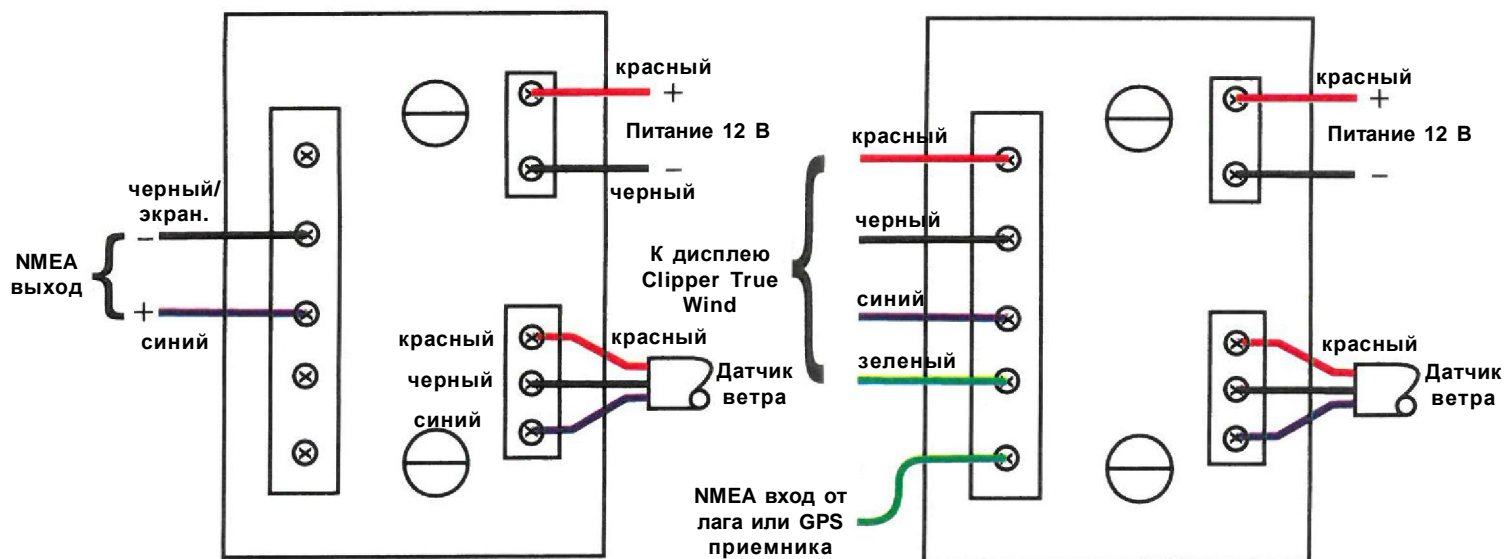 красный
+
Питание 12 В
−
черный
черный/
экран.
−
NMEA
выход
+
синий
красный
красный
черный
синий
Датчик
ветра
красный
+
Питание 12 В
−
красный
черный
К дисплею
Clipper True
Wind
синий
зеленый
красный
Датчик
ветра
NMEA вход от
лага или GPS
приемника